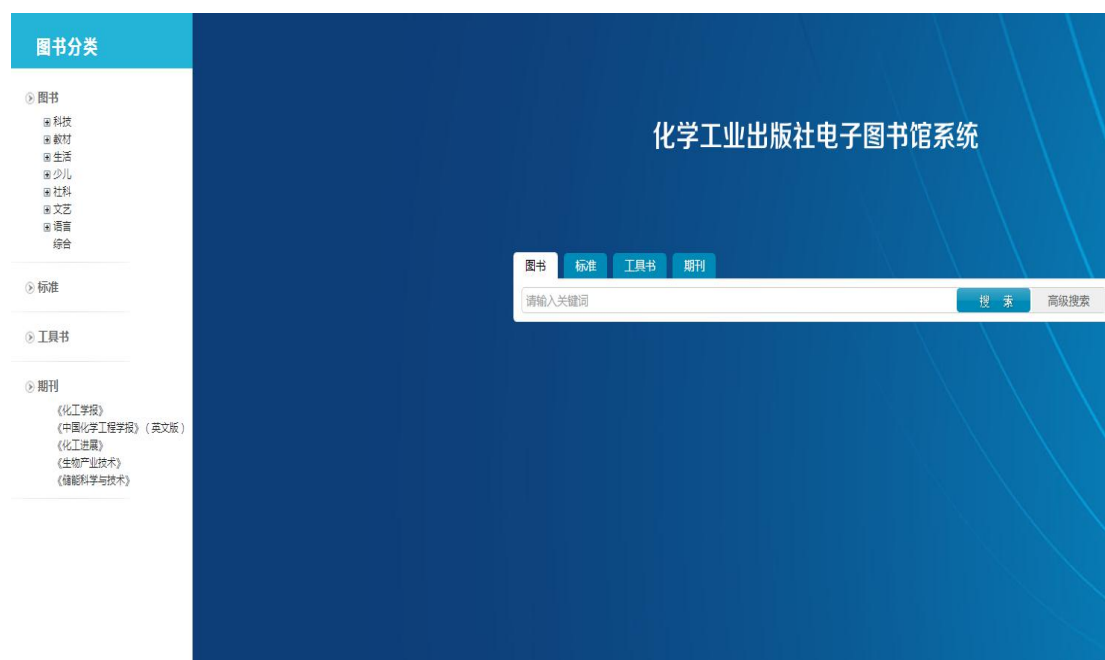 图书分类
图书
科技
教材
生活
少儿
社科
文艺
语言
综合
标准
工具书
期刊
《化工学报》
《中国化学工程学报》(英文版)
《化工进展》
《生物产业技术》
《储能科学与技术》
化学工业出版社电子图书馆系统
图书 标准 工具书 期刊
请输入关键词 搜 索 高级搜索